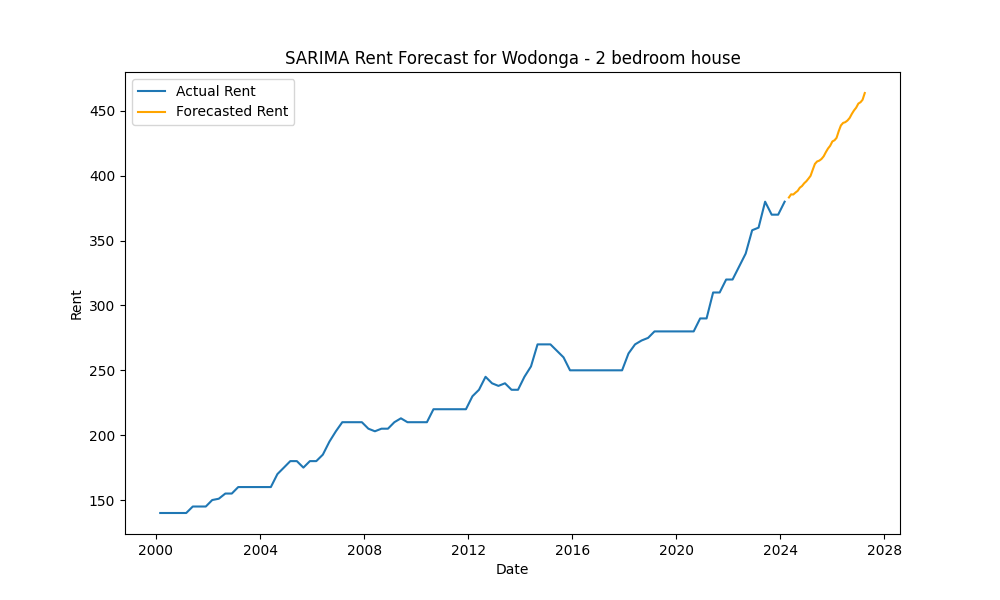 SARIMA Rent Forecast for Wodonga - 2 bedroom house
Actual Rent
Forecasted Rent
450
400
350
300
250
200
150
Rent
2000 2004 2008 2012 2016 2020 2024 2028
Date